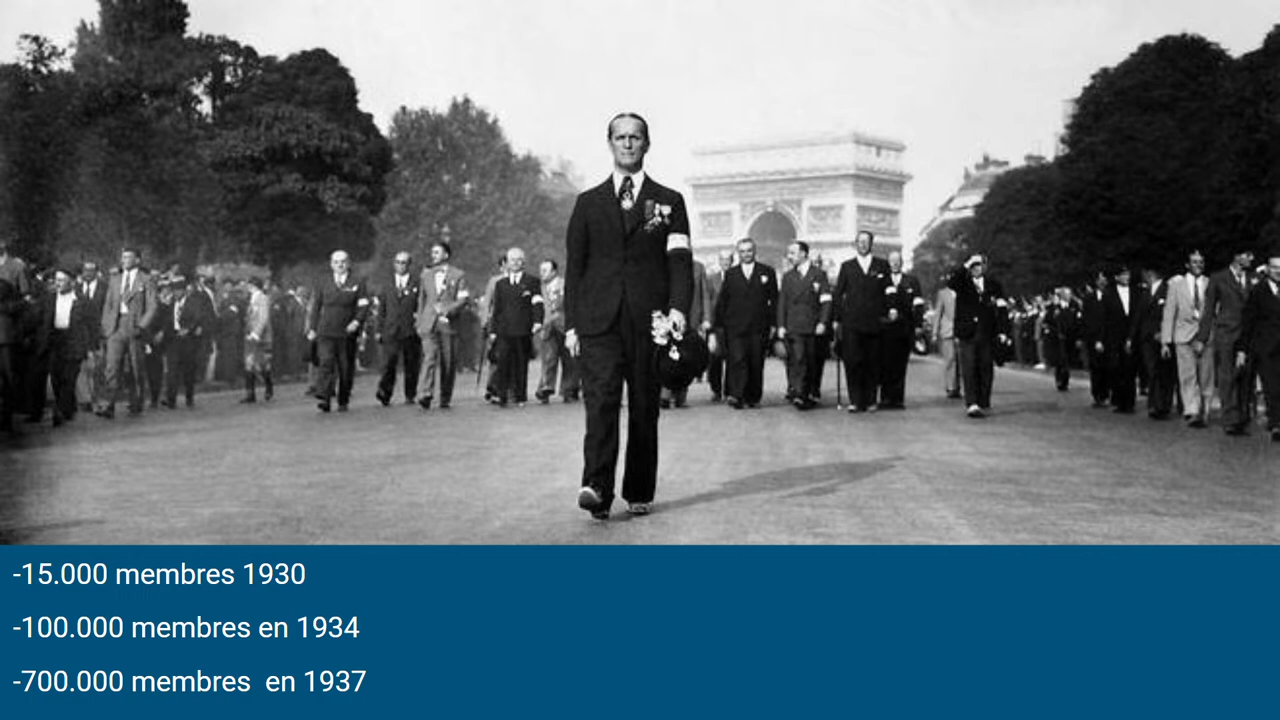 -15.000 membres 1930
-100.000 membres en 1934
-700.000 membres  en 1937